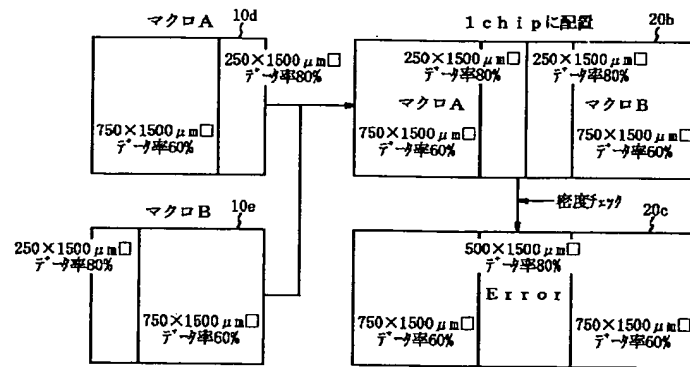 マクロA
10d
250×1500μm□
データ率80%
750×1500μm□
データ率60%
1chipに配置
20b
250×1500μm□
データ率80%
250×1500μm□
データ率80%
マクロA
マクロB
750×1500μm□
データ率60%
750×1500μm□
データ率60%
密度チェック
マクロB
10e
250×1500μm□
データ率80%
750×1500μm□
データ率60%
20c
500×1500μm□
データ率80%
Error
750×1500μm□
データ率60%
750×1500μm□
データ率60%